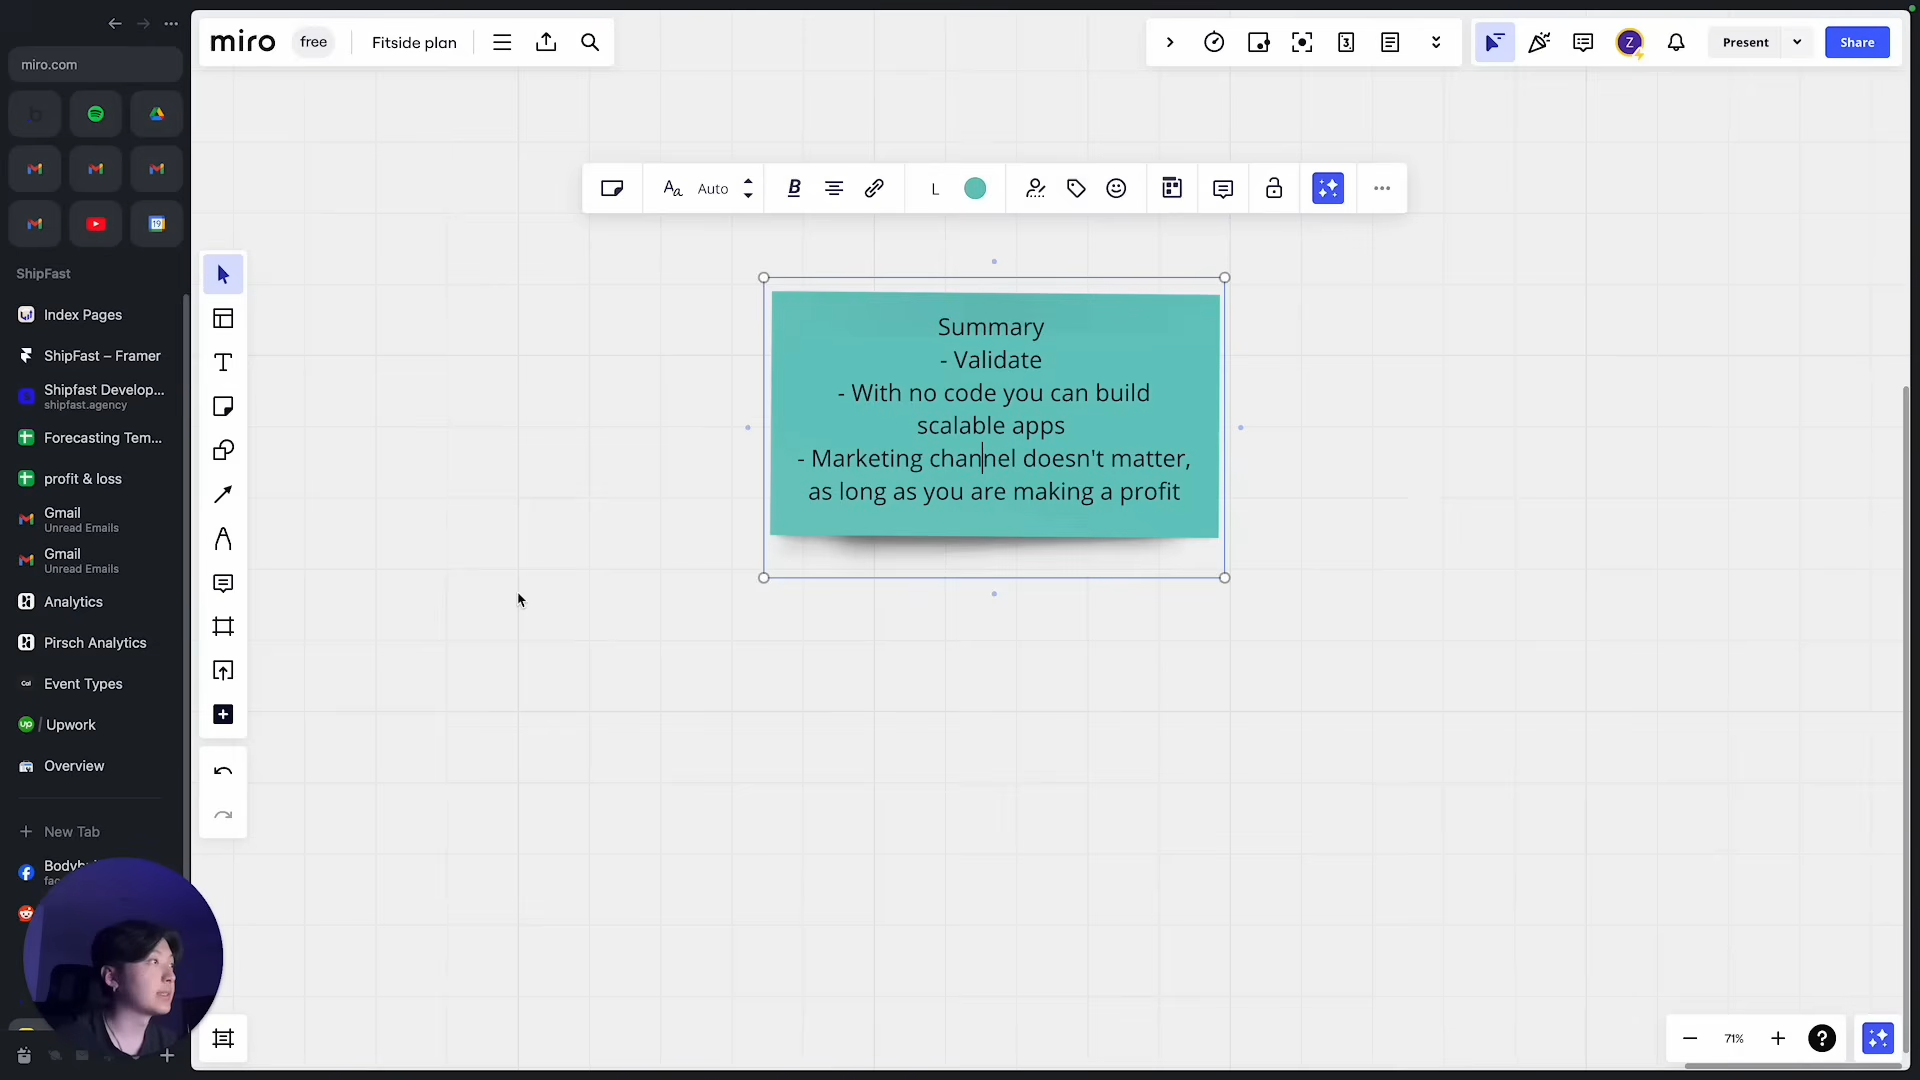 miro.com
ShipFast
Index Pages
ShipFast – Framer
Shipfast Develop...
shipfast.agency
Forecasting Tem...
profit & loss
Gmail
Unread Emails
Gmail
Unread Emails
Analytics
Pirsch Analytics
Event Types
Upwork
Overview
New Tab
miro free Fitside plan
Present Share
Aa Auto B L
Summary
- Validate
- With no code you can build
scalable apps
- Marketing channel doesn't matter,
as long as you are making a profit
71%